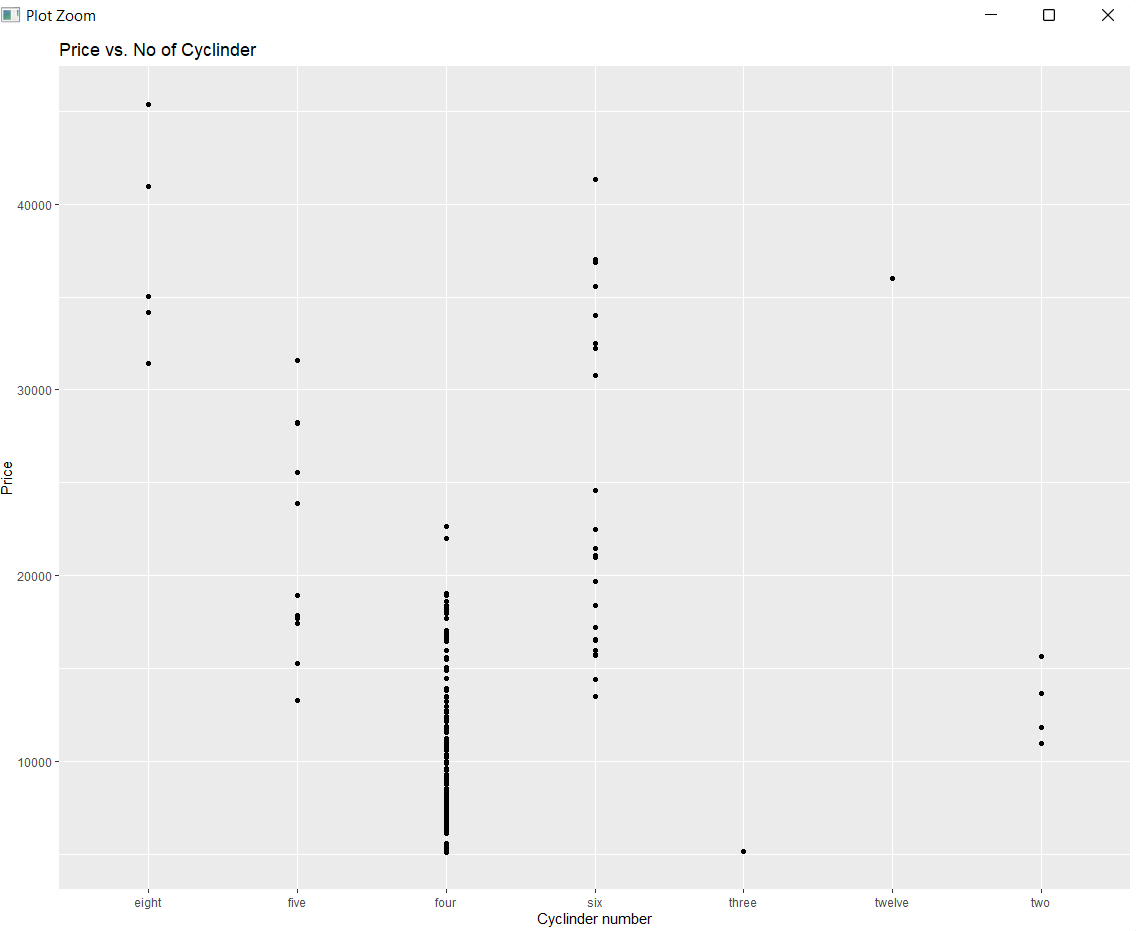 Plot Zoom
Price vs. No of Cyclinder
40000
30000
20000
10000
Price
eight five four six three twelve two
Cyclinder number